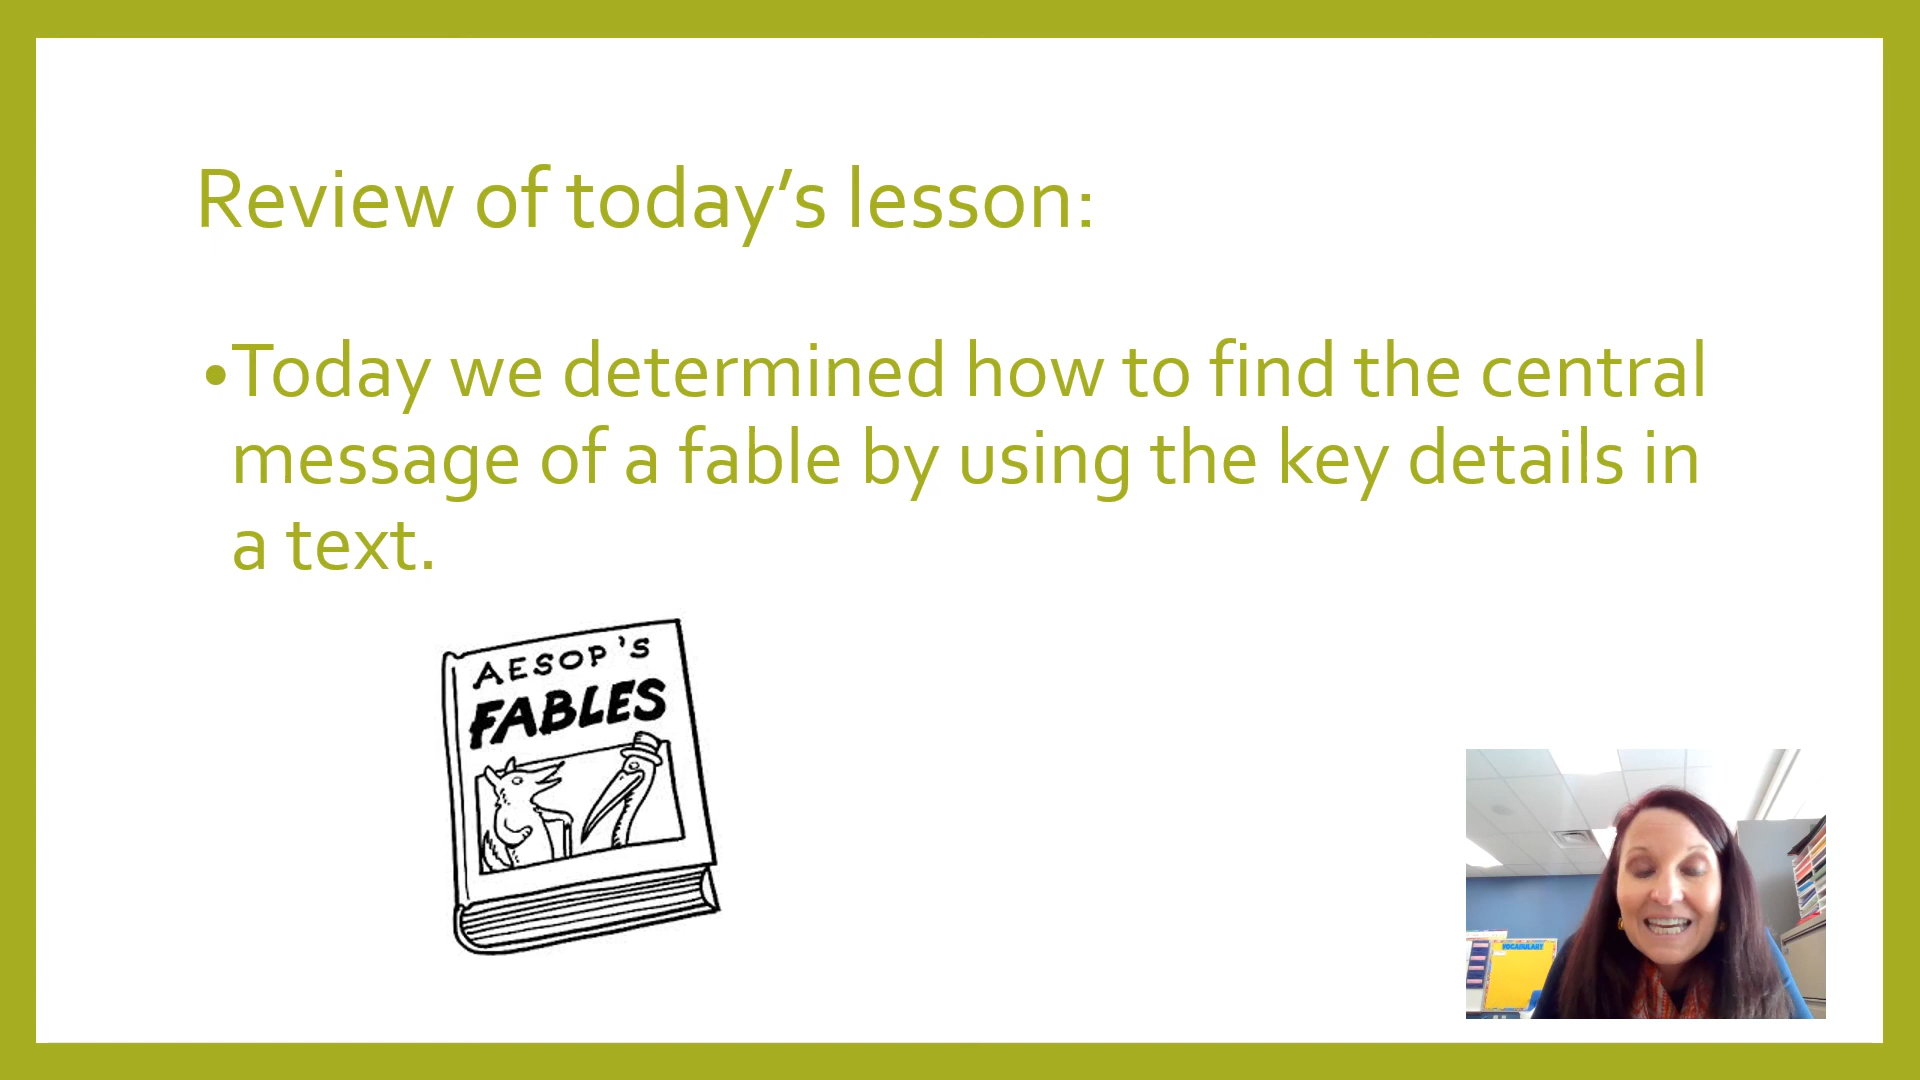 Review of today’s lesson:
•Today we determined how to find the central
message of a fable by using the key details in
a text.
AESOP'S
FABLES
VOCABULARY